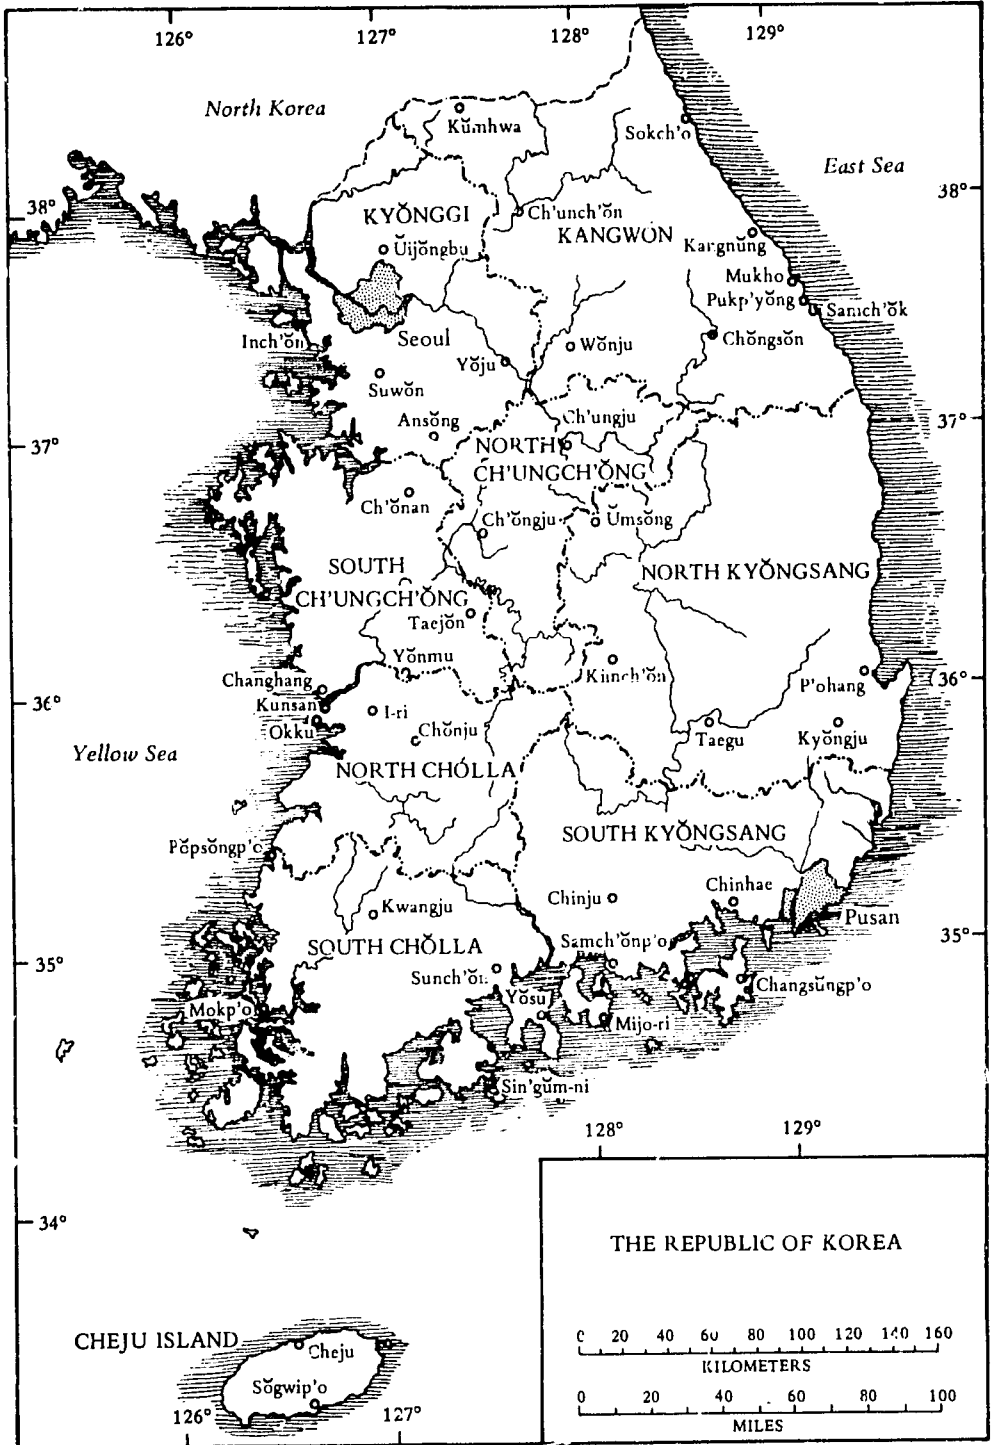 126°
127°
128°
129°
North Korea
Kŭmhwa
Sokch'o
East Sea
38°
38°
KYŎNGGI
Ch'unch'ŏn
KANGWŎN
Kangnŭng
Ŭijŏngbu
Mukho
Pukp'yŏng
Samch'ŏk
Inch'ŏn
Seoul
Wŏnju
Chŏngsŏn
Yŏju
Suwŏn
Ansŏng
Ch'ungju
37°
37°
NORTH
CH'UNGCH'ŎNG
Ch'ŏnan
Ch'ŏngju
Ŭmsŏng
SOUTH
CH'UNGCH'ŎNG
NORTH KYŎNGSANG
Taejŏn
Yŏnmu
Changhang
Kimch'ŏn
P'ohang
36°
36°
Kunsan
I-ri
Okku
Chŏnju
Taegu
Kyŏngju
Yellow Sea
NORTH CHŎLLA
SOUTH KYŎNGSANG
Pŏpsŏngp'o
Chinju
Chinhae
Kwangju
Pusan
SOUTH CHŎLLA
Samch'ŏnp'o
35°
35°
Sunch'ŏn
Changsŭngp'o
Yŏsu
Mokp'o
Mijo-ri
Sin'gŭm-ni
128°
129°
34°
THE REPUBLIC OF KOREA
CHEJU ISLAND
Cheju
0 20 40 60 80 100 120 140 160
KILOMETERS
Sŏgwip'o
126°
127°
0 20 40 60 80 100
MILES